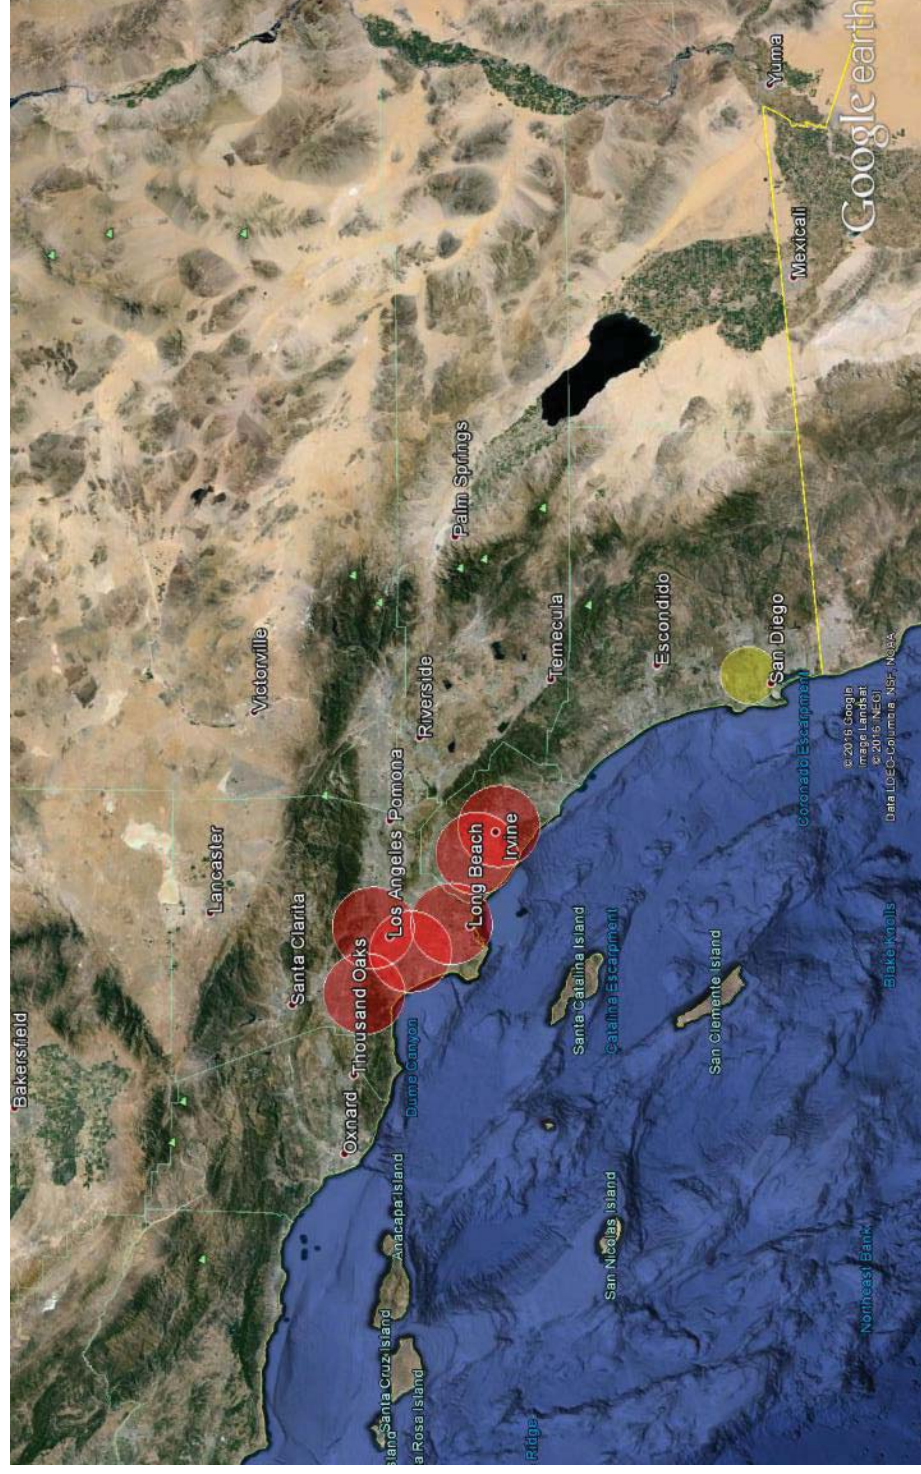 Bakersfield
Lancaster
Victorville
Santa Clarita
Thousand Oaks
Oxnard
Los Angeles
Pomona
Riverside
Palm Springs
Long Beach
Irvine
Temecula
Escondido
San Diego
Mexicali
Yuma
Dume Canyon
Anacapa Island
Santa Cruz Island
sland
a Rosa Island
Santa Catalina Island
Catalina Escarpment
San Nicolas Island
San Clemente Island
Coronado Escarpment
Ridge
Northeast Bank
Blake Knolls
© 2016 Google
Image Landsat
© 2016 INEGI
Data LDEO-Columbia, NSF, NOAA
Google earth